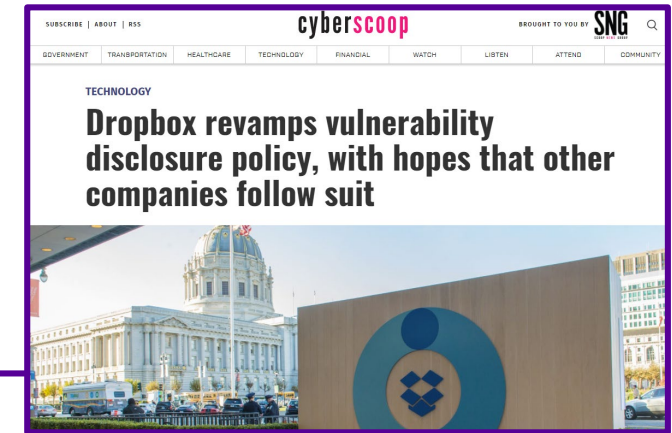 SUBSCRIBE | ABOUT | RSS
cyberscoop
BROUGHT TO YOU BY SNG
GOVERNMENT TRANSPORTATION HEALTHCARE TECHNOLOGY FINANCIAL WATCH LISTEN ATTEND COMMUNITY
TECHNOLOGY
Dropbox revamps vulnerability
disclosure policy, with hopes that other
companies follow suit